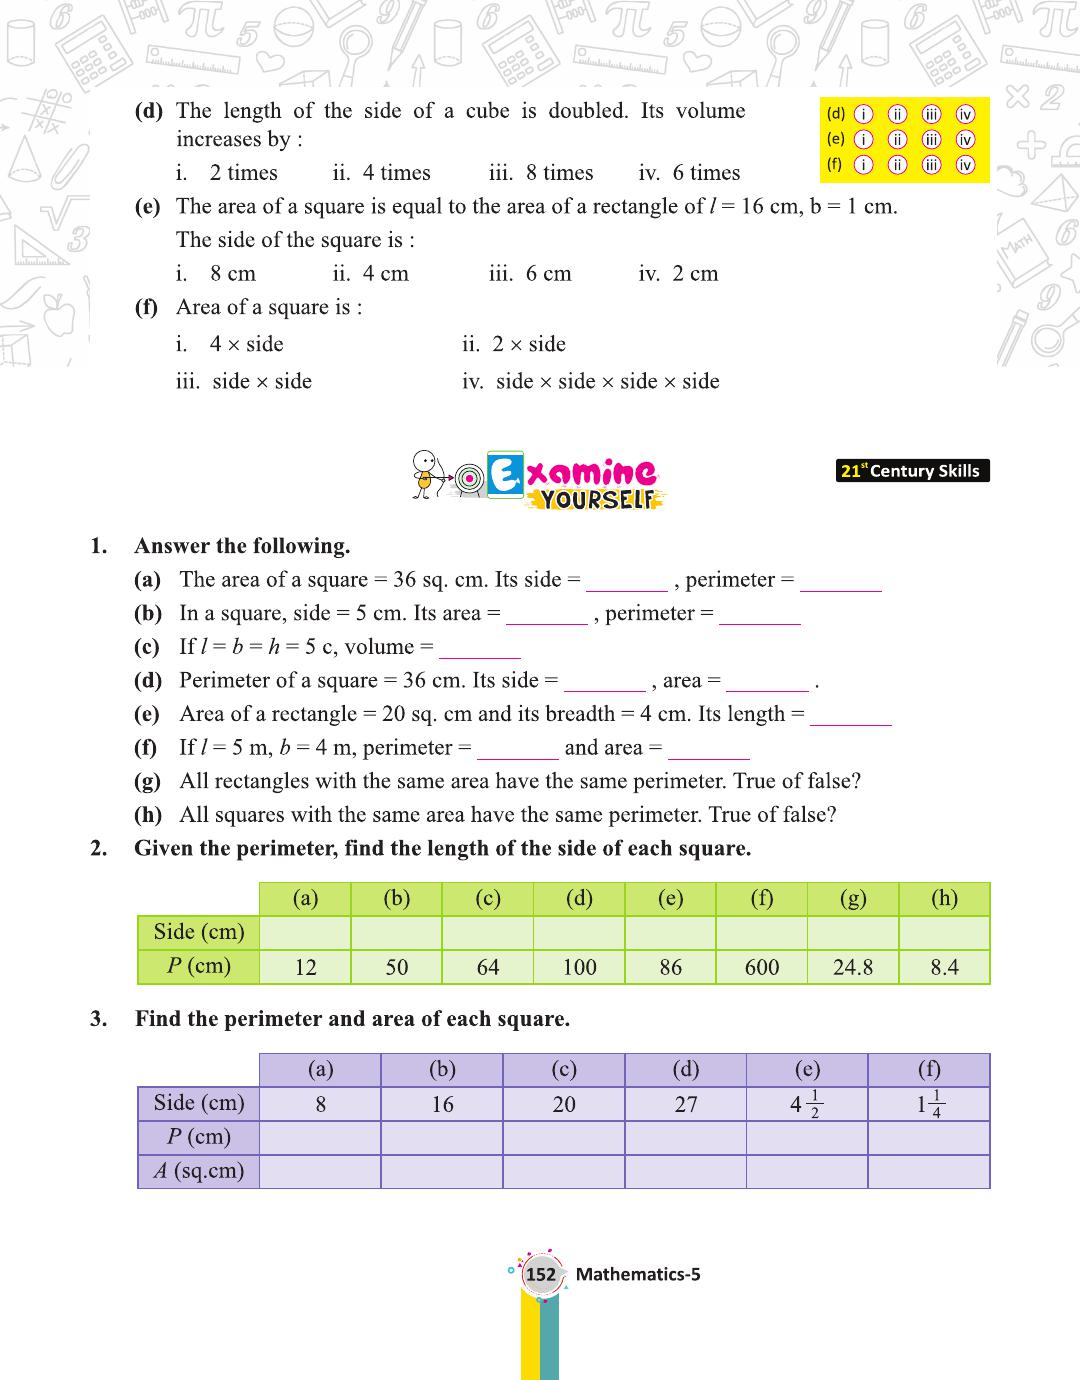 (d) The length of the side of a cube is doubled. Its volume
increases by :
i. 2 times ii. 4 times iii. 8 times iv. 6 times
(d) i ii iii iv
(e) i ii iii iv
(f) i ii iii iv
(e) The area of a square is equal to the area of a rectangle of l = 16 cm, b = 1 cm.
The side of the square is :
i. 8 cm ii. 4 cm iii. 6 cm iv. 2 cm
(f) Area of a square is :
i. 4 × side ii. 2 × side
iii. side × side iv. side × side × side × side
Examine
YOURSELF
21st Century Skills
1. Answer the following.
(a) The area of a square = 36 sq. cm. Its side = ________ , perimeter = ________
(b) In a square, side = 5 cm. Its area = ________ , perimeter = ________
(c) If l = b = h = 5 c, volume = ________
(d) Perimeter of a square = 36 cm. Its side = ________ , area = ________ .
(e) Area of a rectangle = 20 sq. cm and its breadth = 4 cm. Its length = ________
(f) If l = 5 m, b = 4 m, perimeter = ________ and area = ________
(g) All rectangles with the same area have the same perimeter. True of false?
(h) All squares with the same area have the same perimeter. True of false?
2. Given the perimeter, find the length of the side of each square.
(a) (b) (c) (d) (e) (f) (g) (h)
Side (cm)
P (cm) 12 50 64 100 86 600 24.8 8.4
3. Find the perimeter and area of each square.
(a) (b) (c) (d) (e) (f)
Side (cm) 8 16 20 27 4 1/2 1 1/4
P (cm)
A (sq.cm)
152 Mathematics-5